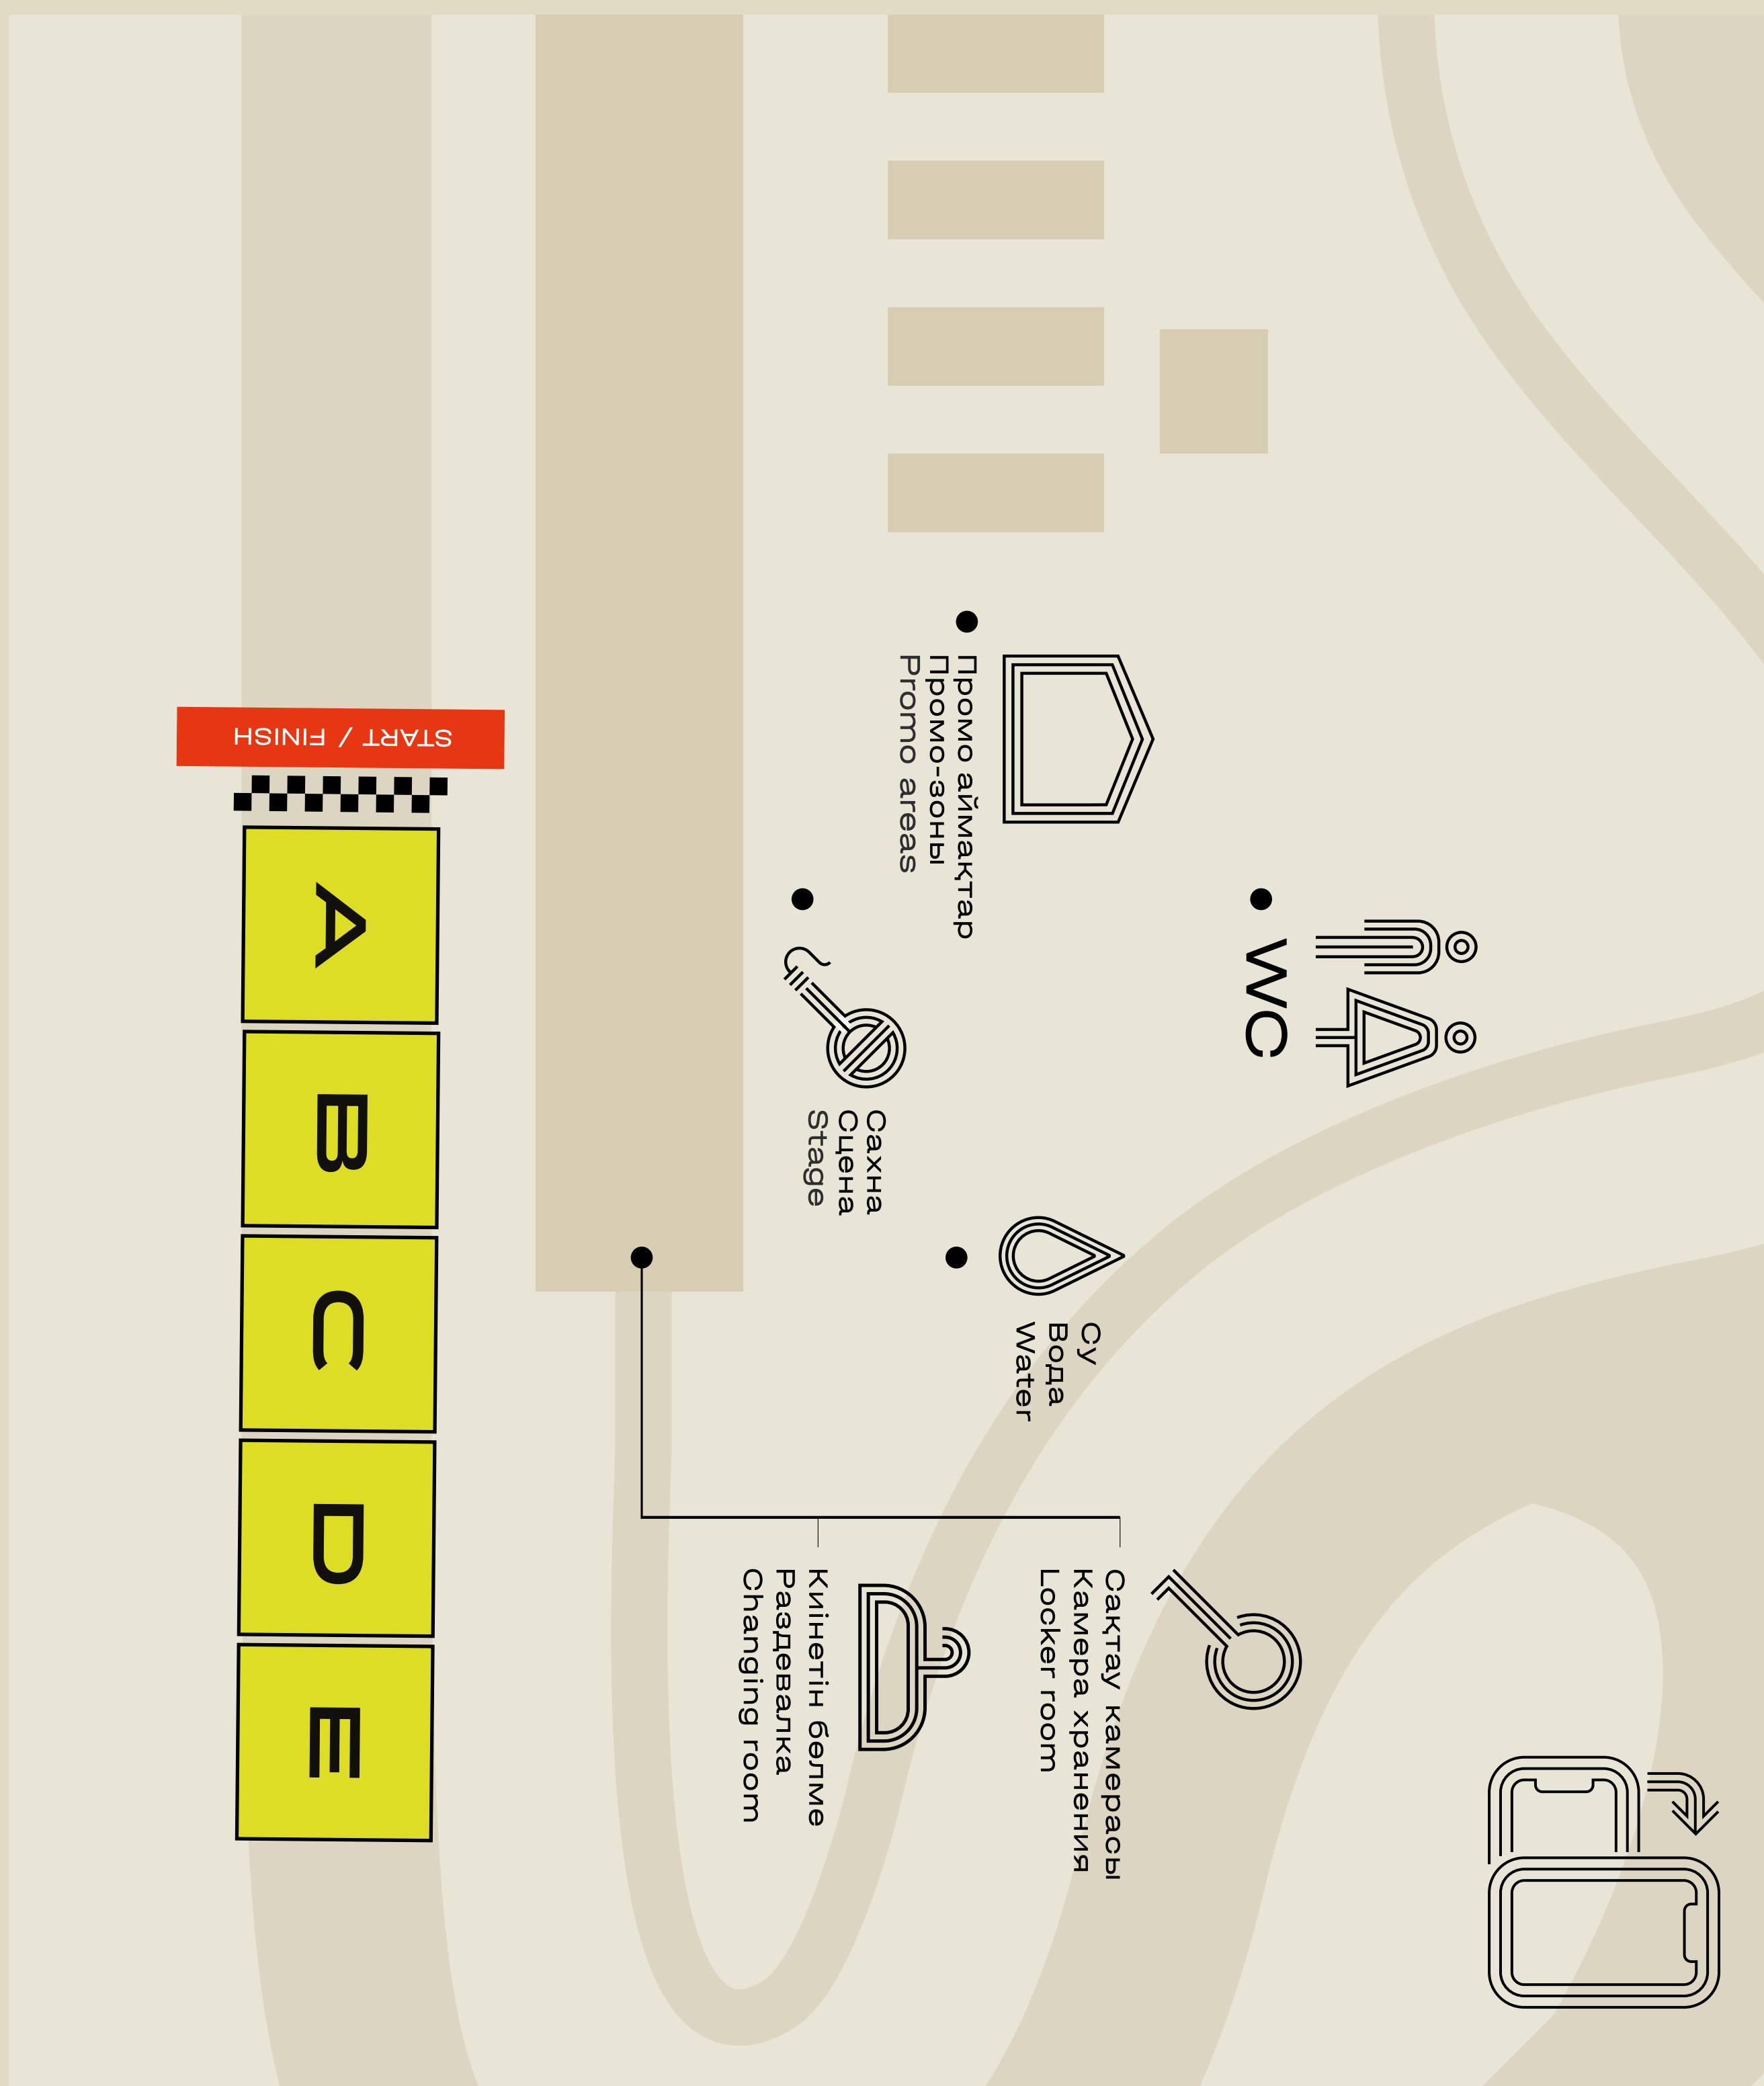 START / FINISH
A
B
C
D
E
Промо аймақтар
Промо-зоны
Promo areas
WC
Сахна
Сцена
Stage
Су
Вода
Water
Сақтау камерасы
Камера хранения
Locker room
Киінетін бөлме
Раздевалка
Changing room